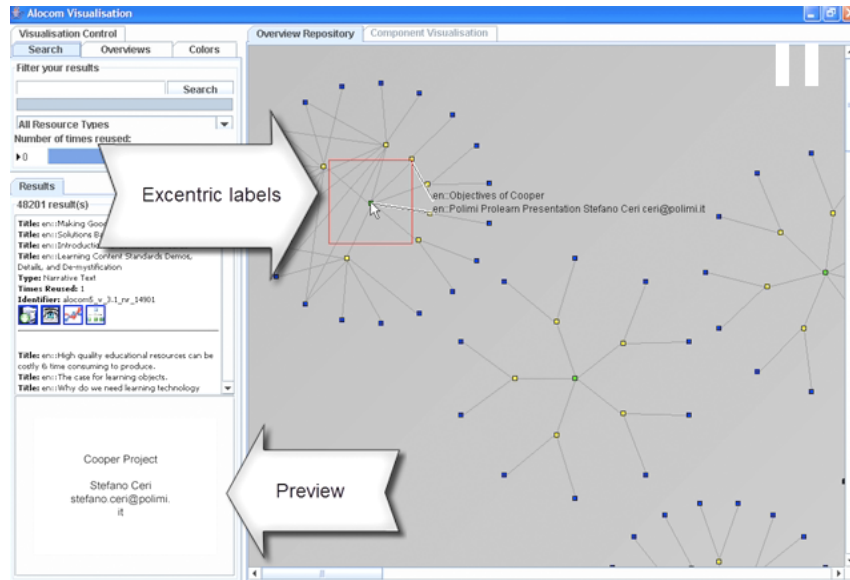 Alocom Visualisation
Visualisation Control
Search Overviews Colors
Filter your results
Search
All Resource Types
Number of times reused:
0
Results
48201 result(s)
Title: en::Making
Title: en::Solutions
Title: en::Introduction
Title: en::Learning Content Standards Demos,
Details, and De-mystification
Type: Narrative Text
Times Reused: 1
Identifier: alocom5_v_3.1_nr_14901
Title: en::High quality educational resources can be
costly & time consuming to produce.
Title: en::The case for learning objects.
Title: en::Why do we need learning technology
Cooper Project
Stefano Ceri
stefano.ceri@polimi.
it
Overview Repository Component Visualisation
Excentric labels
en::Objectives of Cooper
en::Polimi Prolearn Presentation Stefano Ceri ceri@polimi.it
Preview